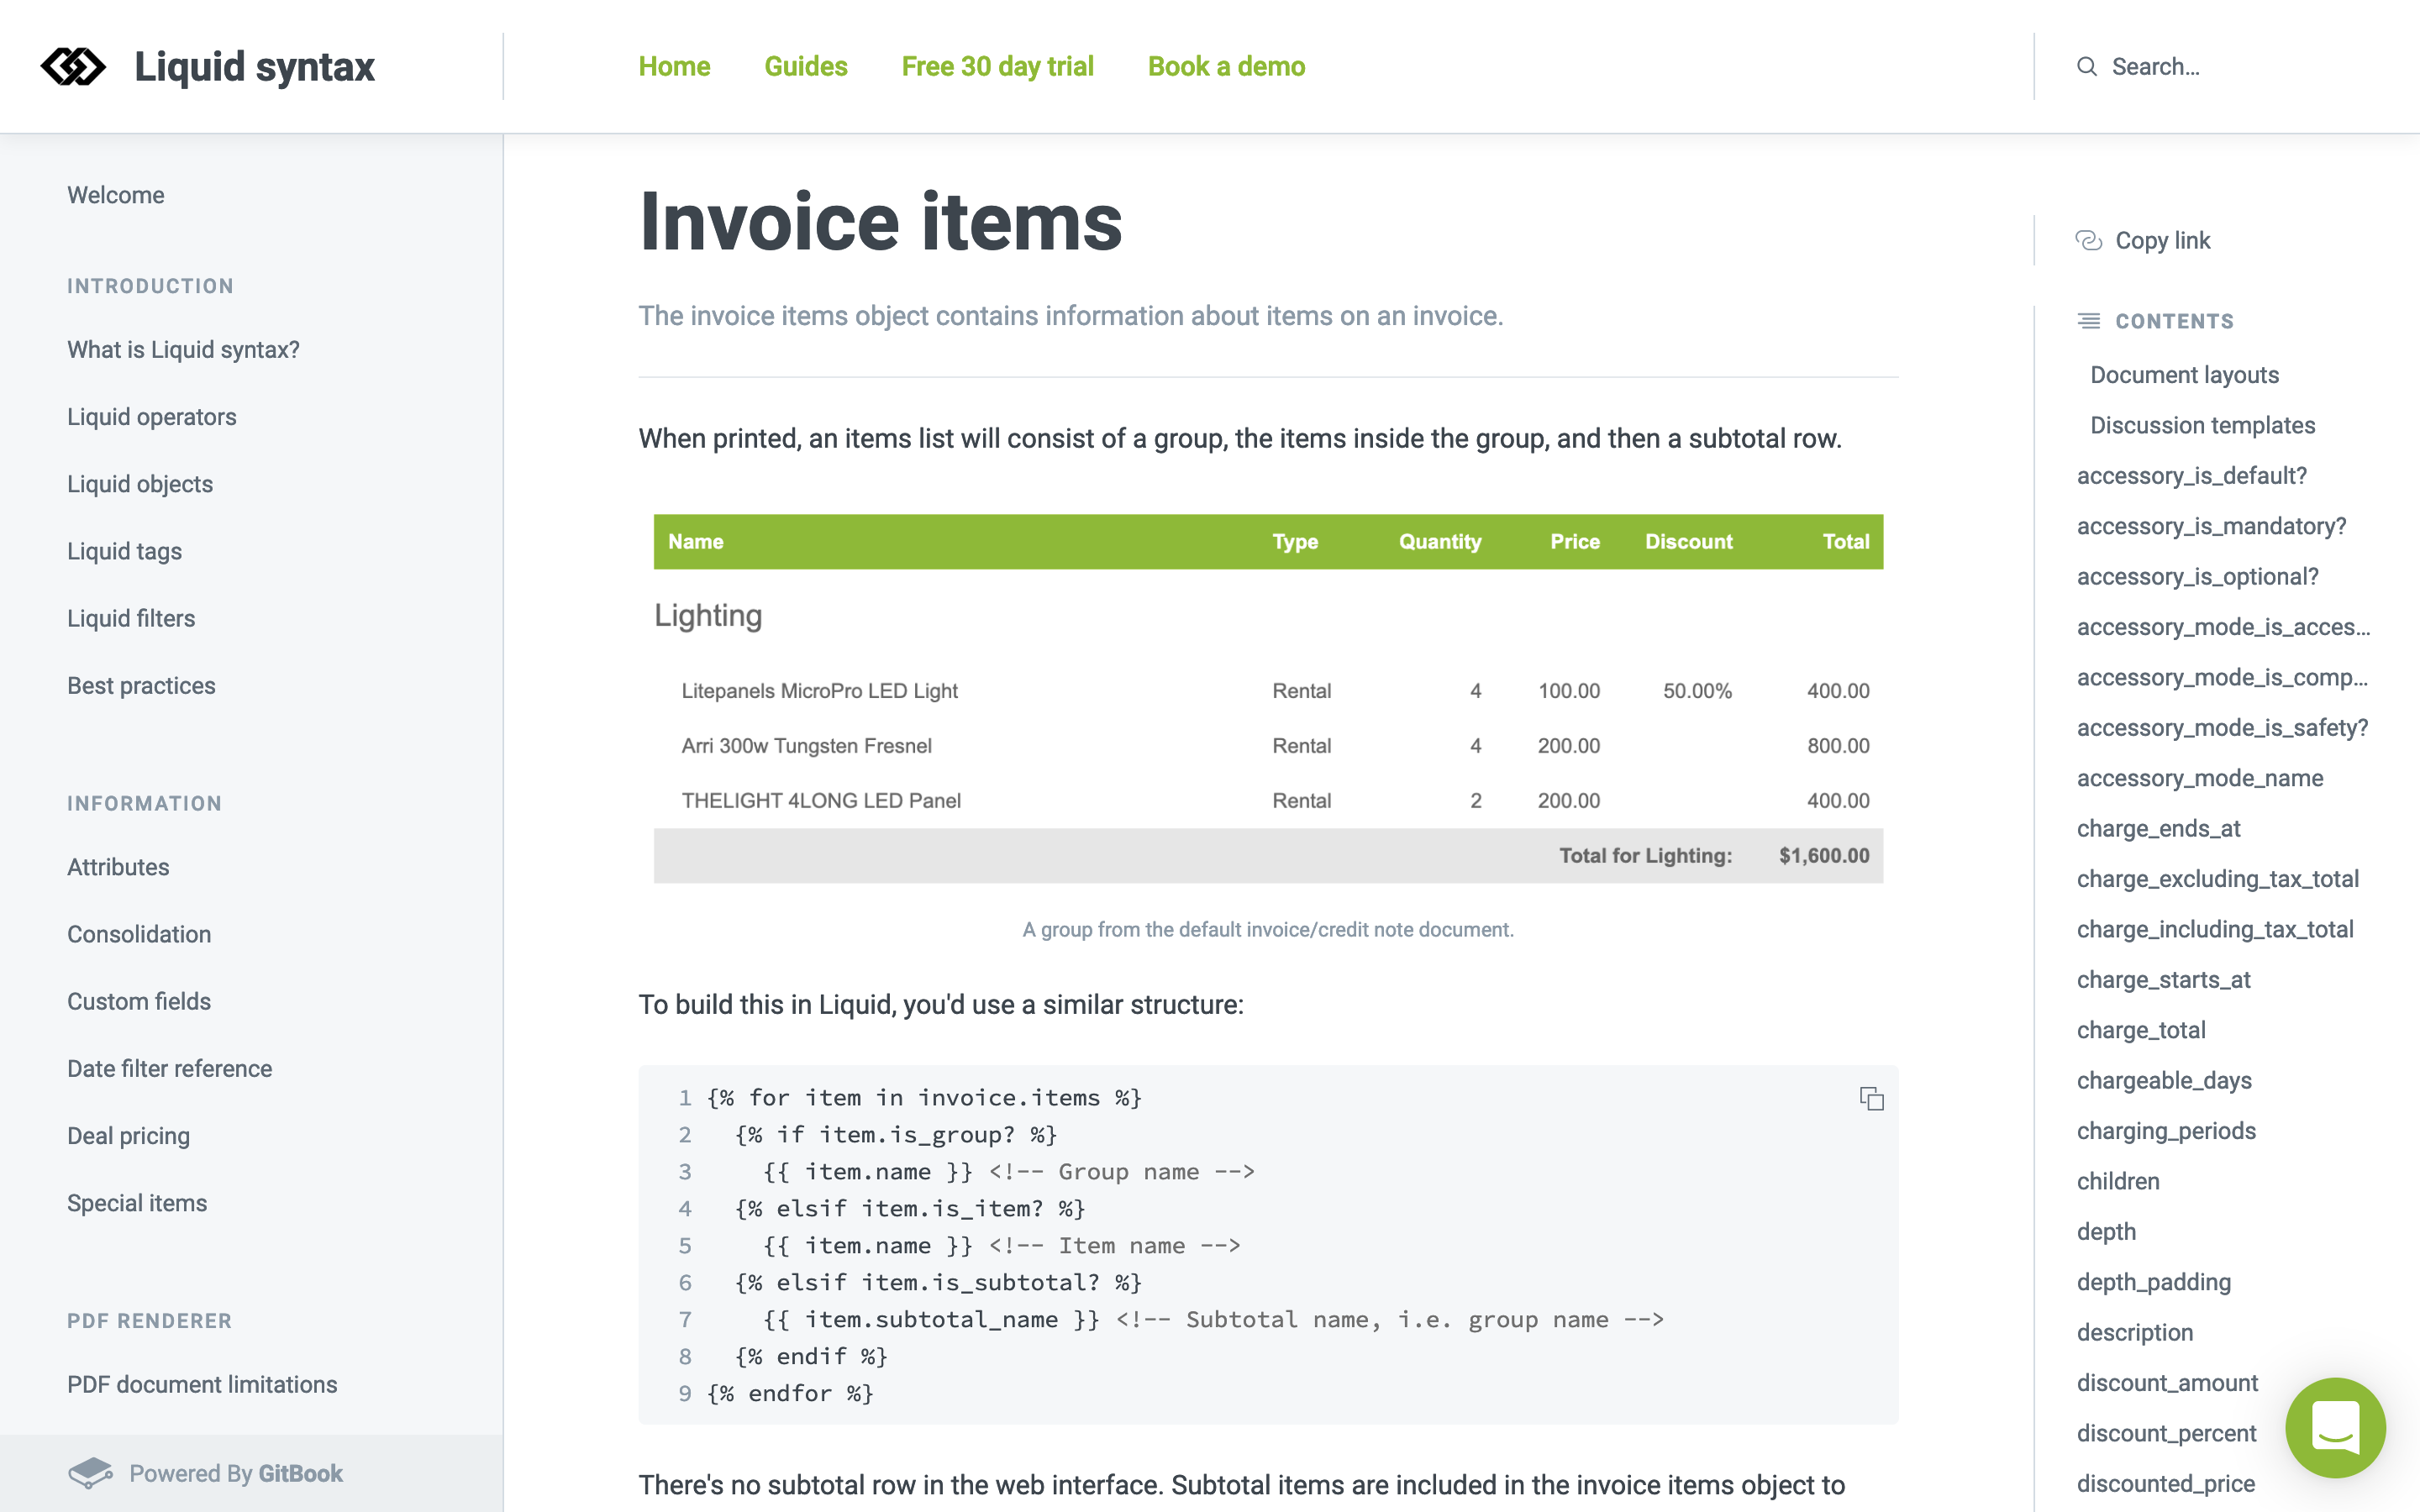 Liquid syntax
Home Guides Free 30 day trial Book a demo
Search...
Welcome
INTRODUCTION
What is Liquid syntax?
Liquid operators
Liquid objects
Liquid tags
Liquid filters
Best practices
INFORMATION
Attributes
Consolidation
Custom fields
Date filter reference
Deal pricing
Special items
PDF RENDERER
PDF document limitations
Powered By GitBook
Invoice items
The invoice items object contains information about items on an invoice.
When printed, an items list will consist of a group, the items inside the group, and then a subtotal row.
Name Type Quantity Price Discount Total
Lighting
Litepanels MicroPro LED Light Rental 4 100.00 50.00% 400.00
Arri 300w Tungsten Fresnel Rental 4 200.00 800.00
THELIGHT 4LONG LED Panel Rental 2 200.00 400.00
Total for Lighting: $1,600.00
A group from the default invoice/credit note document.
To build this in Liquid, you'd use a similar structure:
1 {% for item in invoice.items %}
2 {% if item.is_group? %}
3 {{ item.name }} <!-- Group name -->
4 {% elsif item.is_item? %}
5 {{ item.name }} <!-- Item name -->
6 {% elsif item.is_subtotal? %}
7 {{ item.subtotal_name }} <!-- Subtotal name, i.e. group name -->
8 {% endif %}
9 {% endfor %}
There's no subtotal row in the web interface. Subtotal items are included in the invoice items object to
Copy link
CONTENTS
Document layouts
Discussion templates
accessory_is_default?
accessory_is_mandatory?
accessory_is_optional?
accessory_mode_is_acces...
accessory_mode_is_comp...
accessory_mode_is_safety?
accessory_mode_name
charge_ends_at
charge_excluding_tax_total
charge_including_tax_total
charge_starts_at
charge_total
chargeable_days
charging_periods
children
depth
depth_padding
description
discount_amount
discount_percent
discounted_price